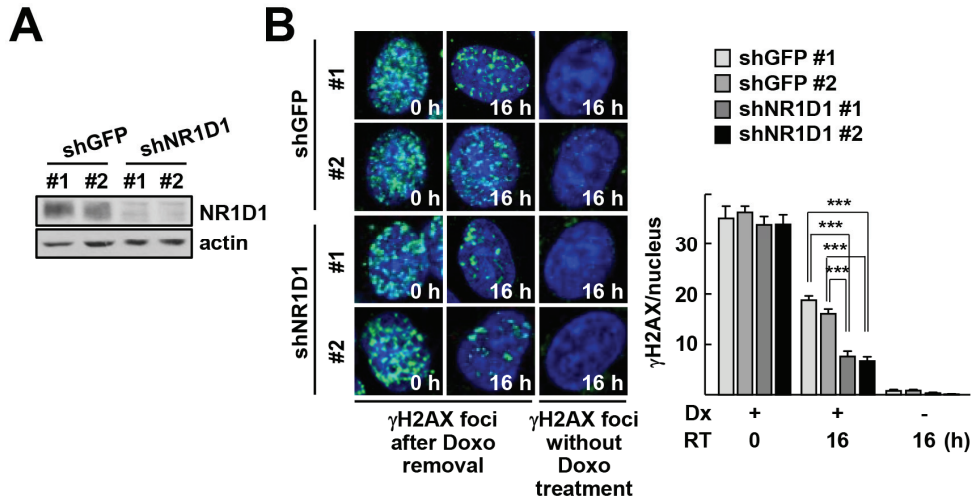 A
shGFP shNR1D1
#1 #2 #1 #2
NR1D1
actin
B
shGFP
#1
0 h 16 h
#2
0 h 16 h 16 h
shNR1D1
#1
0 h 16 h 16 h
#2
0 h 16 h 16 h
γH2AX foci
after Doxo
removal
γH2AX foci
without
Doxo
treatment
shGFP #1
shGFP #2
shNR1D1 #1
shNR1D1 #2
γH2AX/nucleus
30
20
10
***
***
***
***
Dx + + -
RT 0 16 16 (h)